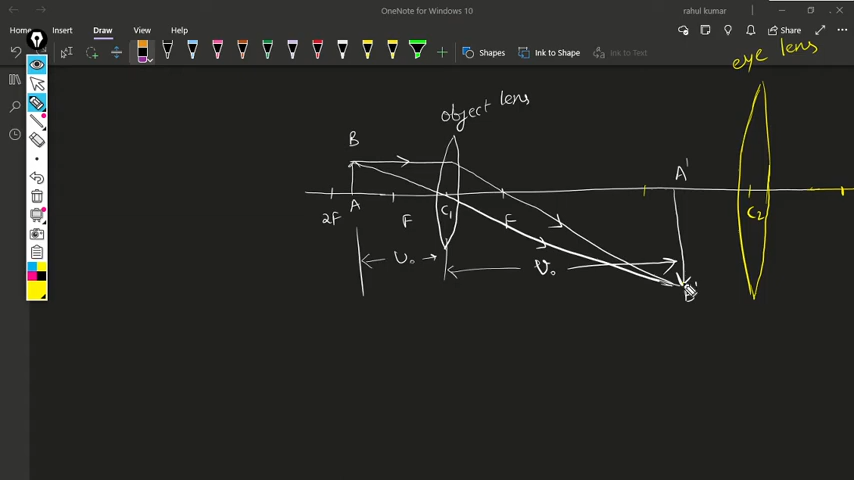 OneNote for Windows 10
rahul kumar
Home
Insert
Draw
View
Help
Share
Shapes
Ink to Shape
Ink to Text
eye lens
object lens
B
A'
2F
A
F
C₁
F
C₂
U₀
V₀
B'